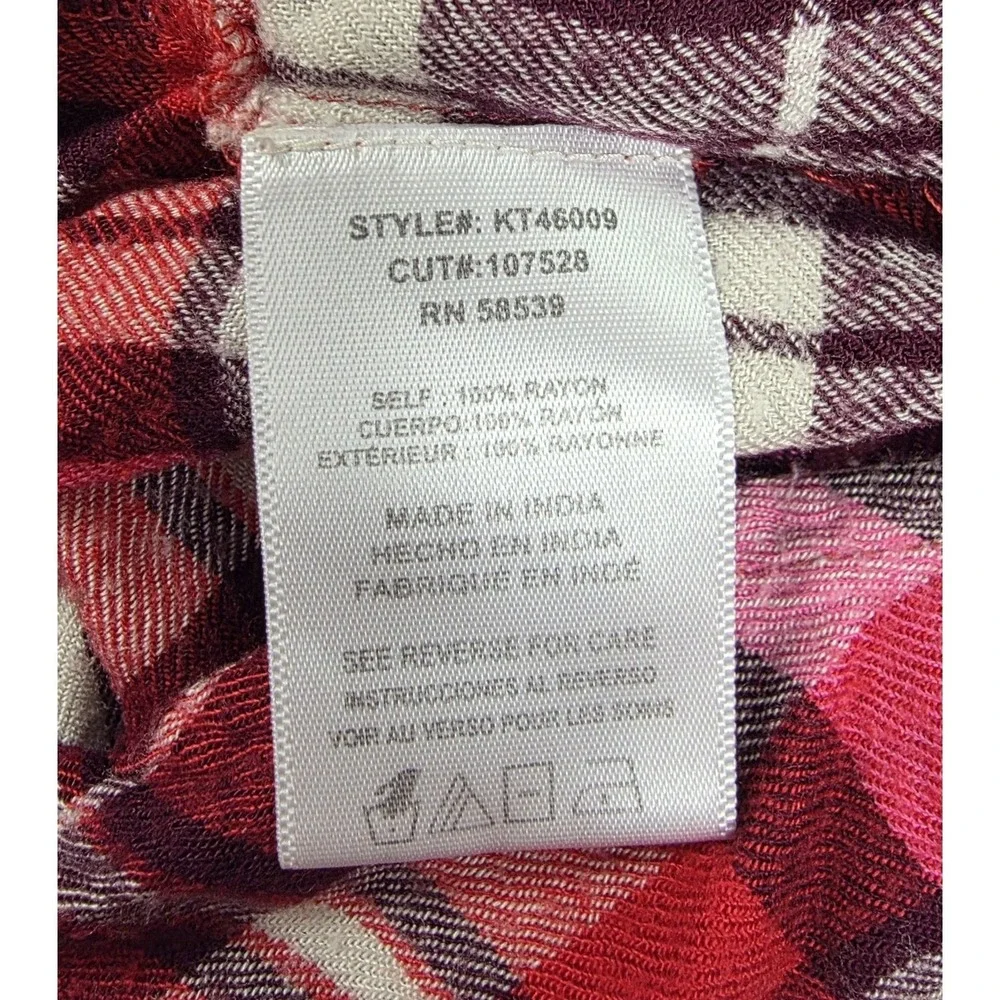 STYLE#: KT46009
CUT#:107528
RN 58539
SELF : 100% RAYON
CUERPO:100% RAYON
EXTÉRIEUR : 100% RAYONNE
MADE IN INDIA
HECHO EN INDIA
FABRIQUÉ EN INDE
SEE REVERSE FOR CARE
INSTRUCCIONES AL REVERSO
VOIR AU VERSO POUR LES SOINS